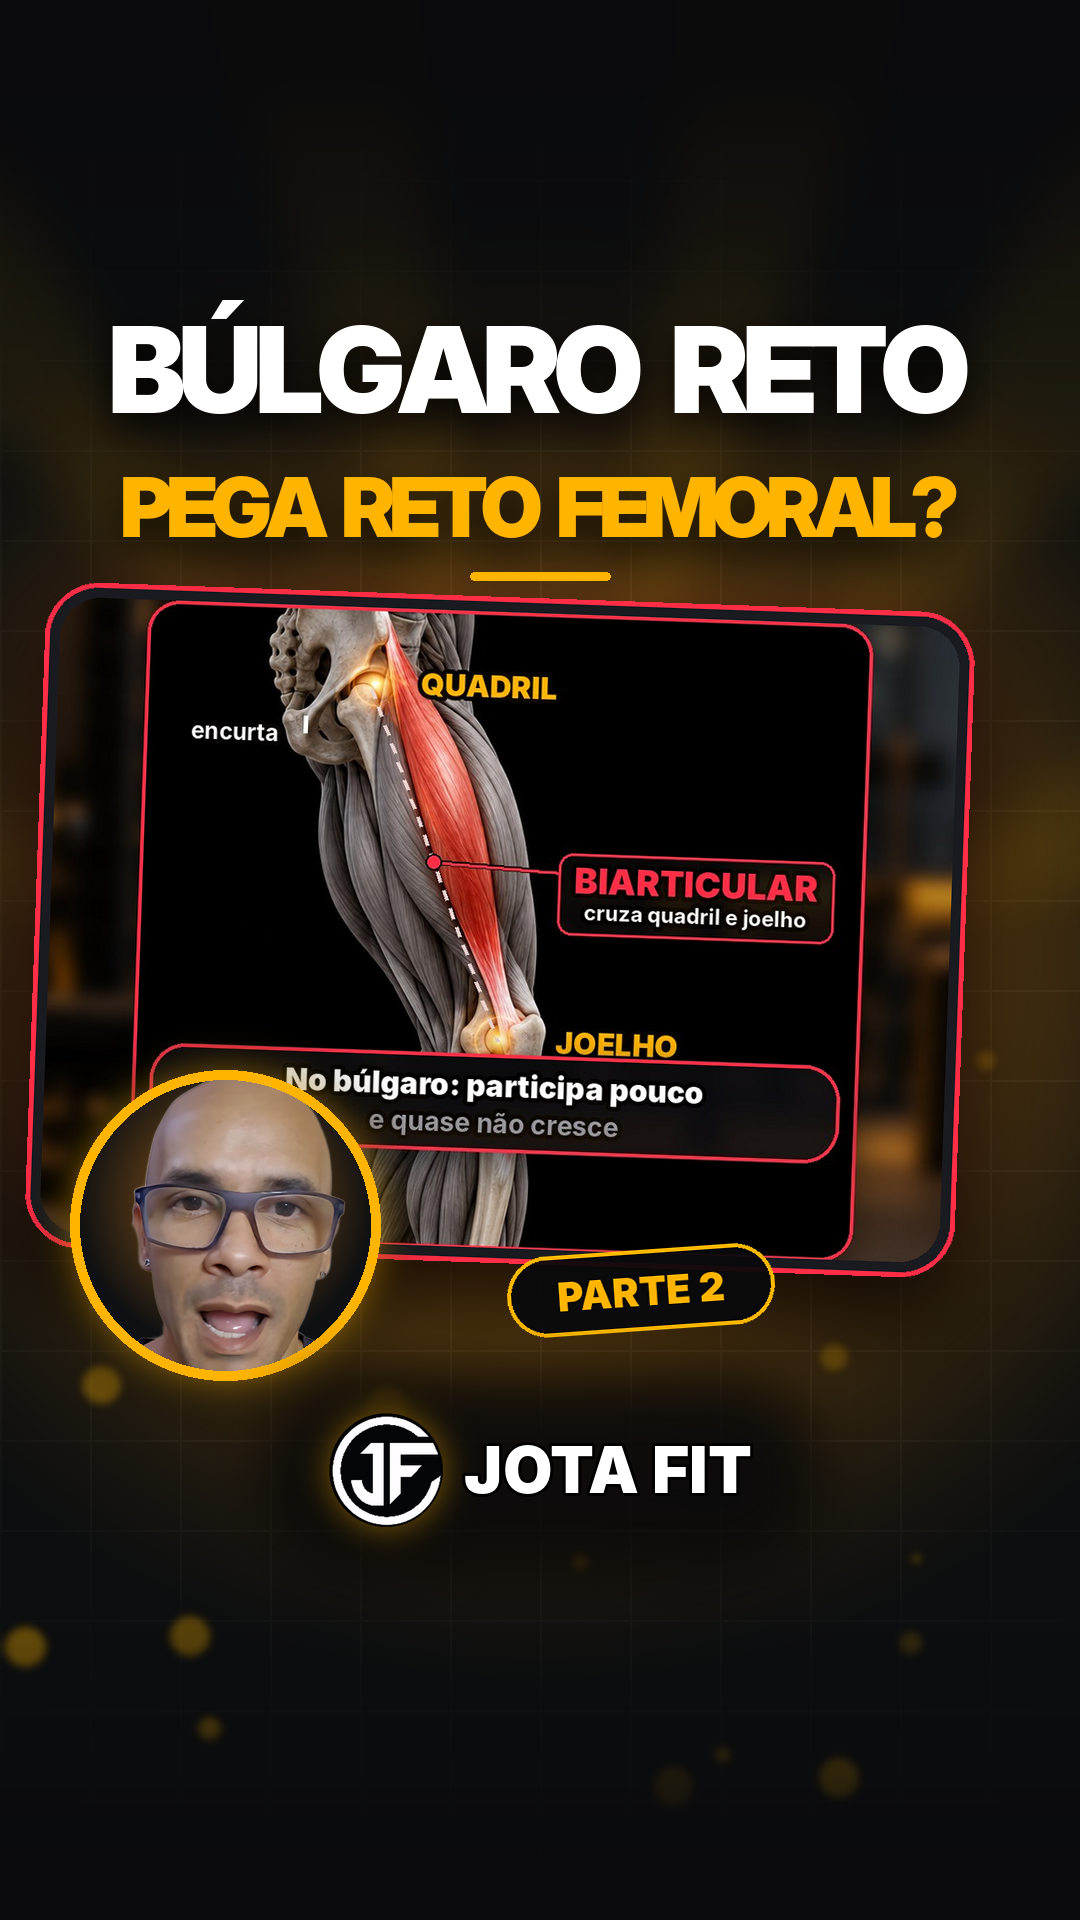 BÚLGARO RETO
PEGA RETO FEMORAL?
QUADRIL
encurta
BIARTICULAR
cruza quadril e joelho
JOELHO
No búlgaro: participa pouco
e quase não cresce
PARTE 2
JF
JOTA FIT